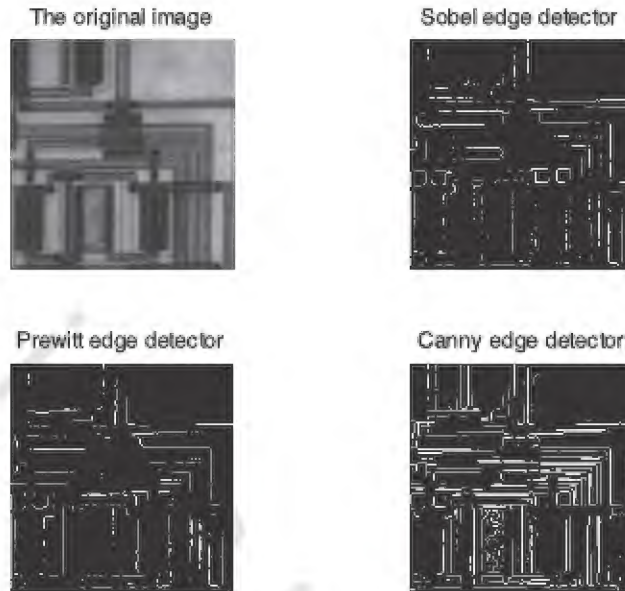 The original image
Sobel edge detector
Prewitt edge detector
Canny edge detector